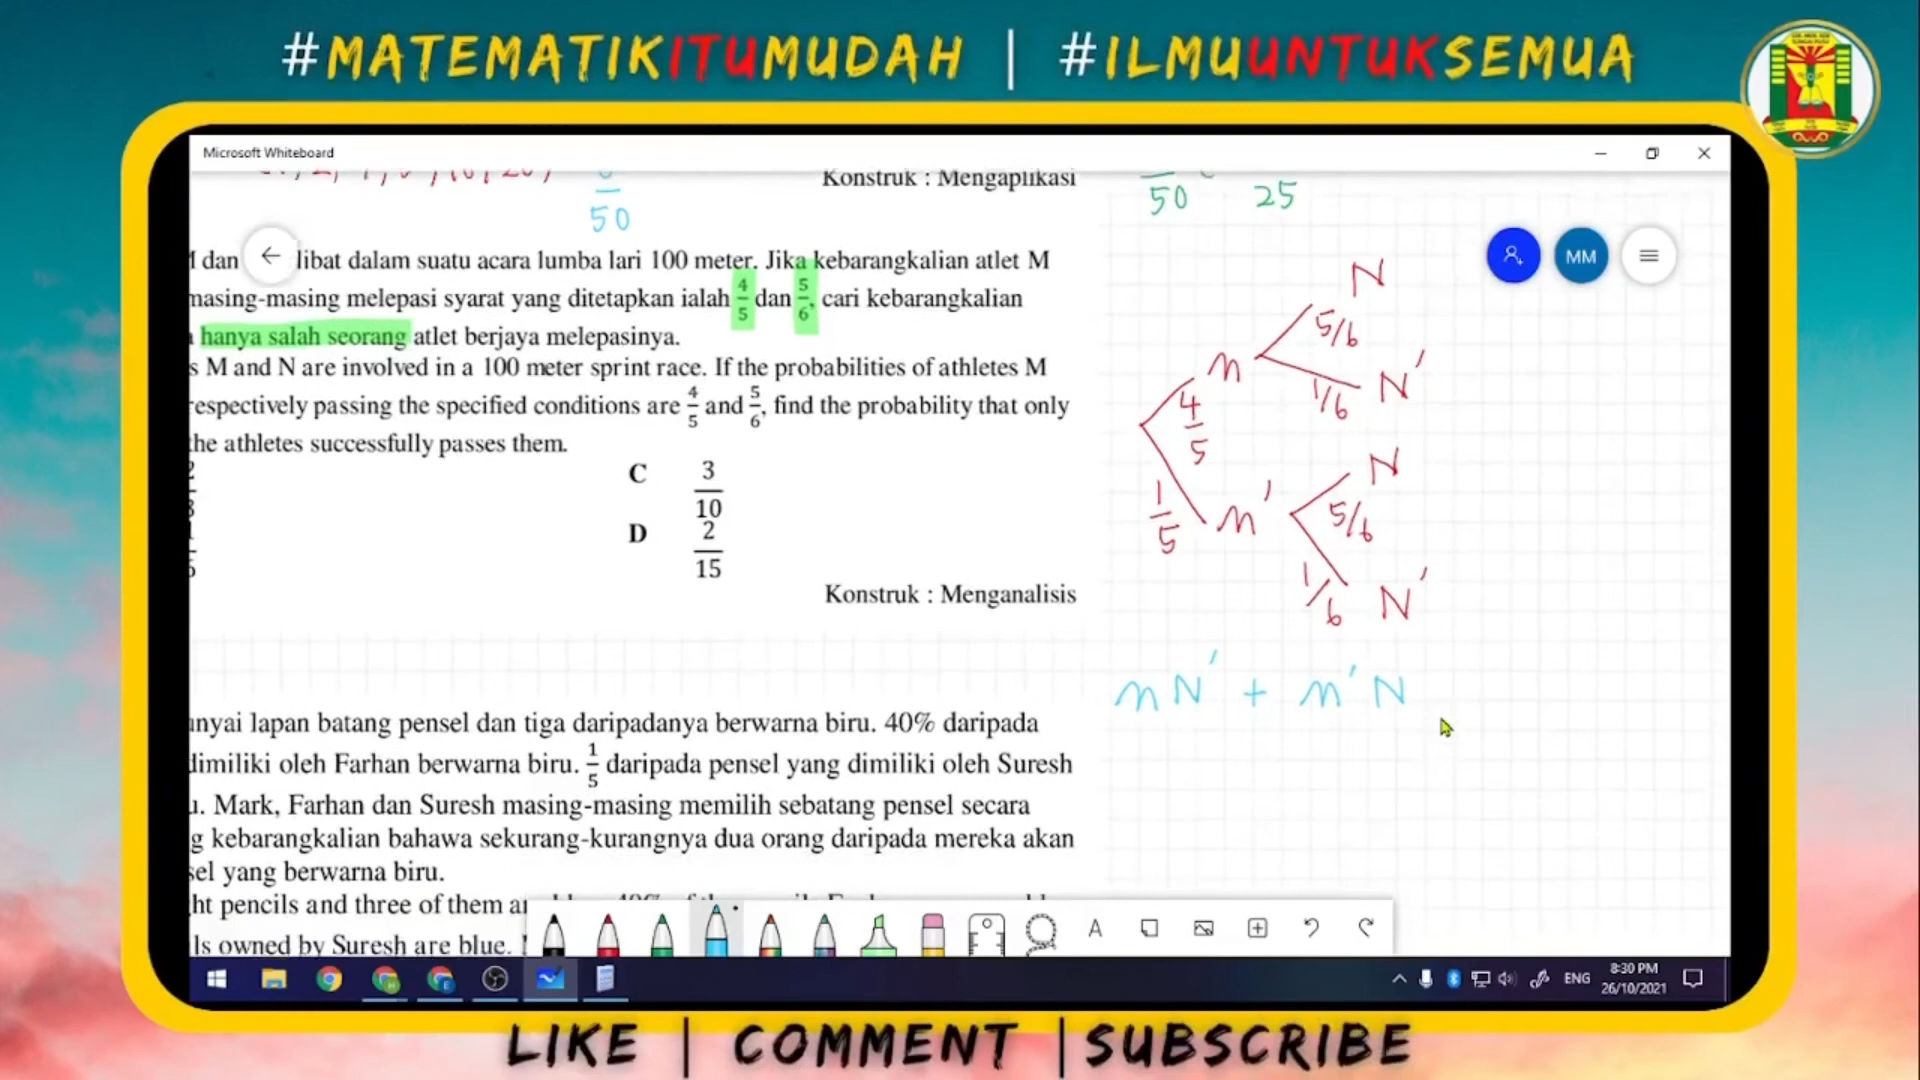 #MATEMATIKITUMUDAH | #ILMUUNTUKSEMUA
Microsoft Whiteboard
50
Konstruk : Mengaplikasi
50 25
dan libat dalam suatu acara lumba lari 100 meter. Jika kebarangkalian atlet M
masing-masing melepasi syarat yang ditetapkan ialah 4/5 dan 5/6, cari kebarangkalian
hanya salah seorang atlet berjaya melepasinya.
s M and N are involved in a 100 meter sprint race. If the probabilities of athletes M
respectively passing the specified conditions are 4/5 and 5/6, find the probability that only
the athletes successfully passes them.
C 3/10
D 2/15
Konstruk : Menganalisis
MM
N
5/6
M
1/6 N'
4/5
N
1/5
M'
5/6
1/6 N'
MN' + M'N
nyai lapan batang pensel dan tiga daripadanya berwarna biru. 40% daripada
dimiliki oleh Farhan berwarna biru. 1/5 daripada pensel yang dimiliki oleh Suresh
u. Mark, Farhan dan Suresh masing-masing memilih sebatang pensel secara
g kebarangkalian bahawa sekurang-kurangnya dua orang daripada mereka akan
sel yang berwarna biru.
ht pencils and three of them
ls owned by Suresh are blue.
A
ENG
8:30 PM
26/10/2021
LIKE | COMMENT | SUBSCRIBE